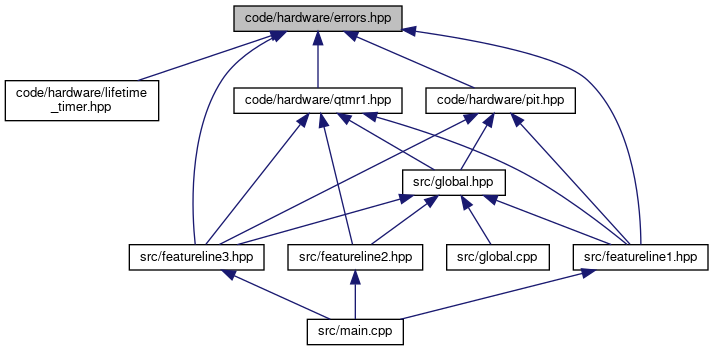 code/hardware/errors.hpp
code/hardware/lifetime
_timer.hpp
code/hardware/qtmr1.hpp
code/hardware/pit.hpp
src/global.hpp
src/featureline3.hpp
src/featureline2.hpp
src/global.cpp
src/featureline1.hpp
src/main.cpp